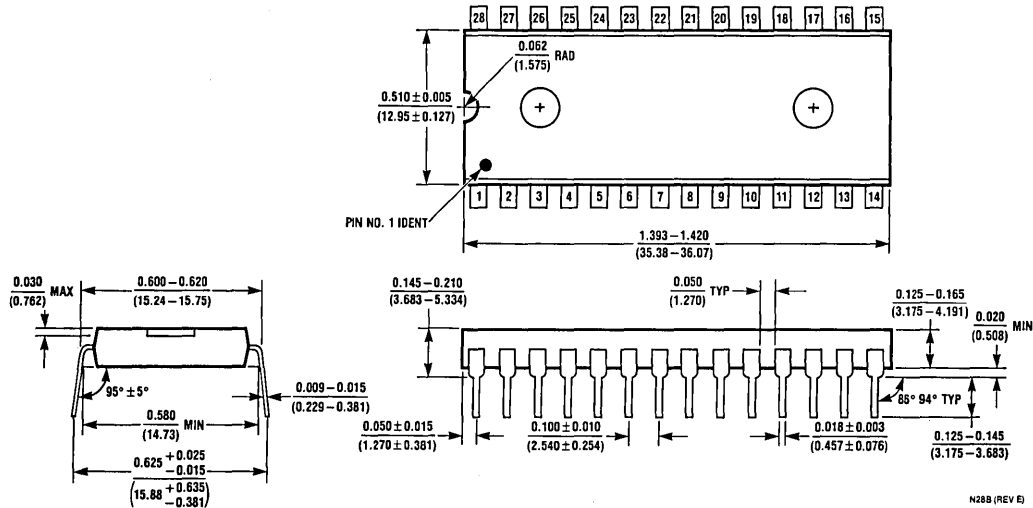 28 27 26 25 24 23 22 21 20 19 18 17 16 15
0.062
(1.575) RAD
0.510 ± 0.005
(12.95 ± 0.127)
1 2 3 4 5 6 7 8 9 10 11 12 13 14
PIN NO. 1 IDENT
1.393 – 1.420
(35.38 – 36.07)
0.030
(0.762) MAX
0.600 – 0.620
(15.24 – 15.75)
95° ± 5°
0.580
(14.73) MIN
0.009 – 0.015
(0.229 – 0.381)
0.625 + 0.025
– 0.015
(15.88 + 0.635
– 0.381)
0.145 – 0.210
(3.683 – 5.334)
0.050
(1.270) TYP
0.125 – 0.165
(3.175 – 4.191)
0.020
(0.508) MIN
86° 94° TYP
0.050 ± 0.015
(1.270 ± 0.381)
0.100 ± 0.010
(2.540 ± 0.254)
0.018 ± 0.003
(0.457 ± 0.076)
0.125 – 0.145
(3.175 – 3.683)
N28B (REV E)